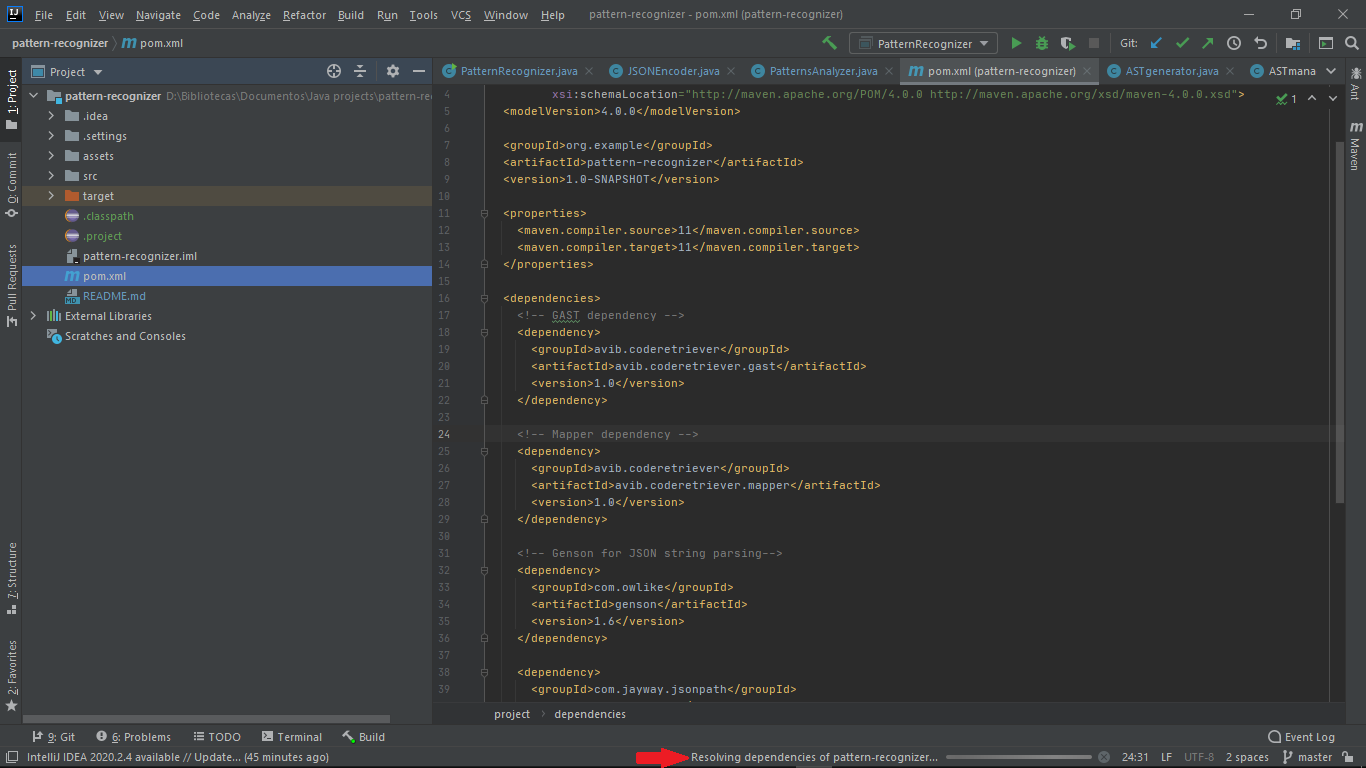 File Edit View Navigate Code Analyze Refactor Build Run Tools VCS Window Help pattern-recognizer - pom.xml (pattern-recognizer)
pattern-recognizer m pom.xml PatternRecognizer Git:
Project PatternRecognizer.java JSONEncoder.java PatternsAnalyzer.java pom.xml (pattern-recognizer) ASTgenerator.java ASTmana
1: Project
0: Commit
Pull Requests
7: Structure
2: Favorites
pattern-recognizer D:\Bibliotecas\Documentos\Java projects\pattern-re
.idea
.settings
assets
src
target
.classpath
.project
pattern-recognizer.iml
pom.xml
README.md
External Libraries
Scratches and Consoles
4 xsi:schemaLocation="http://maven.apache.org/POM/4.0.0 http://maven.apache.org/xsd/maven-4.0.0.xsd">
5 <modelVersion>4.0.0</modelVersion>
6
7 <groupId>org.example</groupId>
8 <artifactId>pattern-recognizer</artifactId>
9 <version>1.0-SNAPSHOT</version>
10
11 <properties>
12 <maven.compiler.source>11</maven.compiler.source>
13 <maven.compiler.target>11</maven.compiler.target>
14 </properties>
15
16 <dependencies>
17 <!-- GAST dependency -->
18 <dependency>
19 <groupId>avib.coderetriever</groupId>
20 <artifactId>avib.coderetriever.gast</artifactId>
21 <version>1.0</version>
22 </dependency>
23
24 <!-- Mapper dependency -->
25 <dependency>
26 <groupId>avib.coderetriever</groupId>
27 <artifactId>avib.coderetriever.mapper</artifactId>
28 <version>1.0</version>
29 </dependency>
30
31 <!-- Genson for JSON string parsing-->
32 <dependency>
33 <groupId>com.owlike</groupId>
34 <artifactId>genson</artifactId>
35 <version>1.6</version>
36 </dependency>
37
38 <dependency>
39 <groupId>com.jayway.jsonpath</groupId>
1
Ant
Maven
project dependencies
9: Git 6: Problems TODO Terminal Build Event Log
IntelliJ IDEA 2020.2.4 available // Update... (45 minutes ago) Resolving dependencies of pattern-recognizer... 24:31 LF UTF-8 2 spaces master